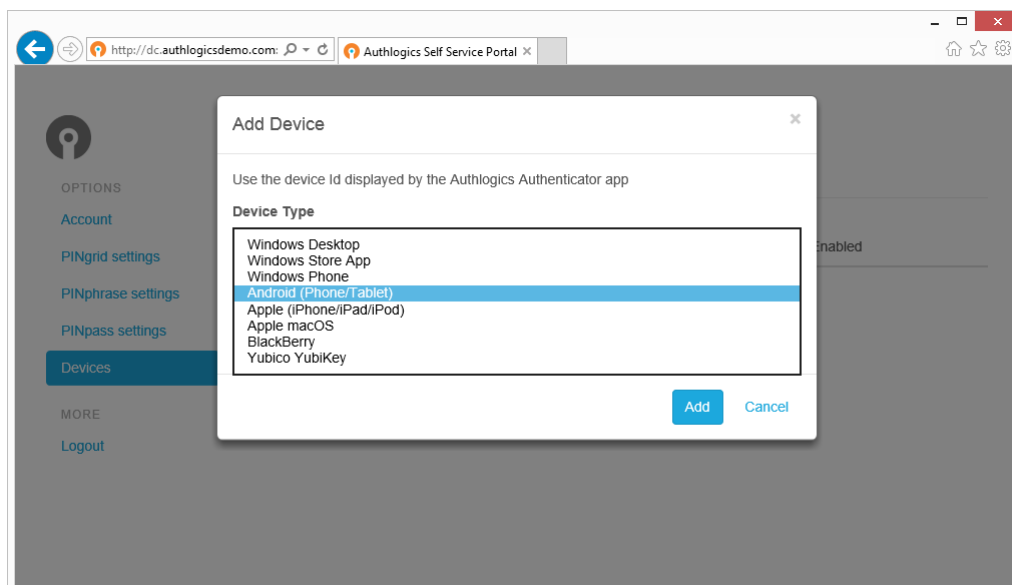 http://dc.authlogicsdemo.com:
Authlogics Self Service Portal
Add Device
Use the device Id displayed by the Authlogics Authenticator app
Device Type
Windows Desktop
Windows Store App
Windows Phone
Android (Phone/Tablet)
Apple (iPhone/iPad/iPod)
Apple macOS
BlackBerry
Yubico YubiKey
Add
Cancel
OPTIONS
Account
PINgrid settings
PINphrase settings
PINpass settings
Devices
MORE
Logout